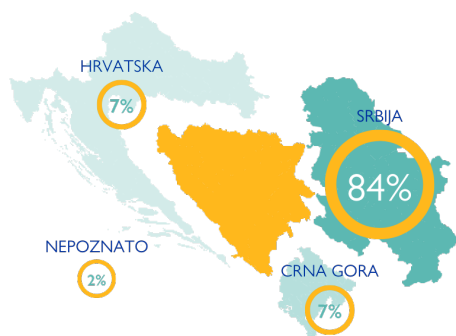 HRVATSKA
7%
SRBIJA
84%
NEPOZNATO
2%
CRNA GORA
7%